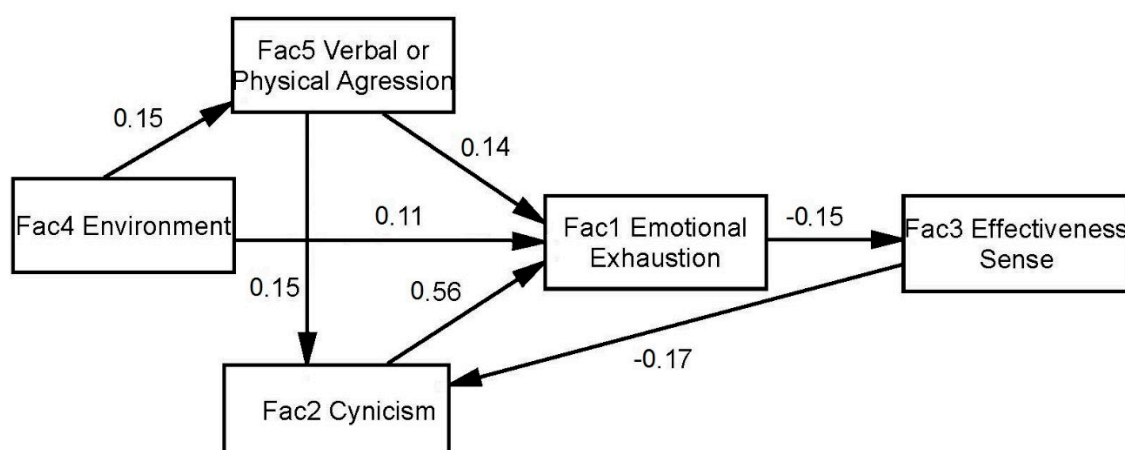 Fac5 Verbal or
Physical Agression
0.15
0.14
Fac4 Environment
0.11
Fac1 Emotional
Exhaustion
-0.15
Fac3 Effectiveness
Sense
0.15
0.56
-0.17
Fac2 Cynicism